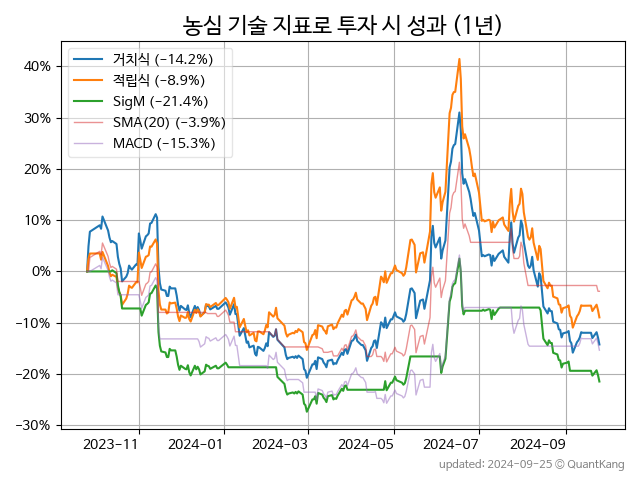 농심 기술 지표로 투자 시 성과 (1년)
거치식 (−14.2%)
적립식 (−8.9%)
SigM (−21.4%)
SMA(20) (−3.9%)
MACD (−15.3%)
40%
30%
20%
10%
0%
−10%
−20%
−30%
2023−11 2024−01 2024−03 2024−05 2024−07 2024−09
updated: 2024−09−25 ⓒ QuantKang